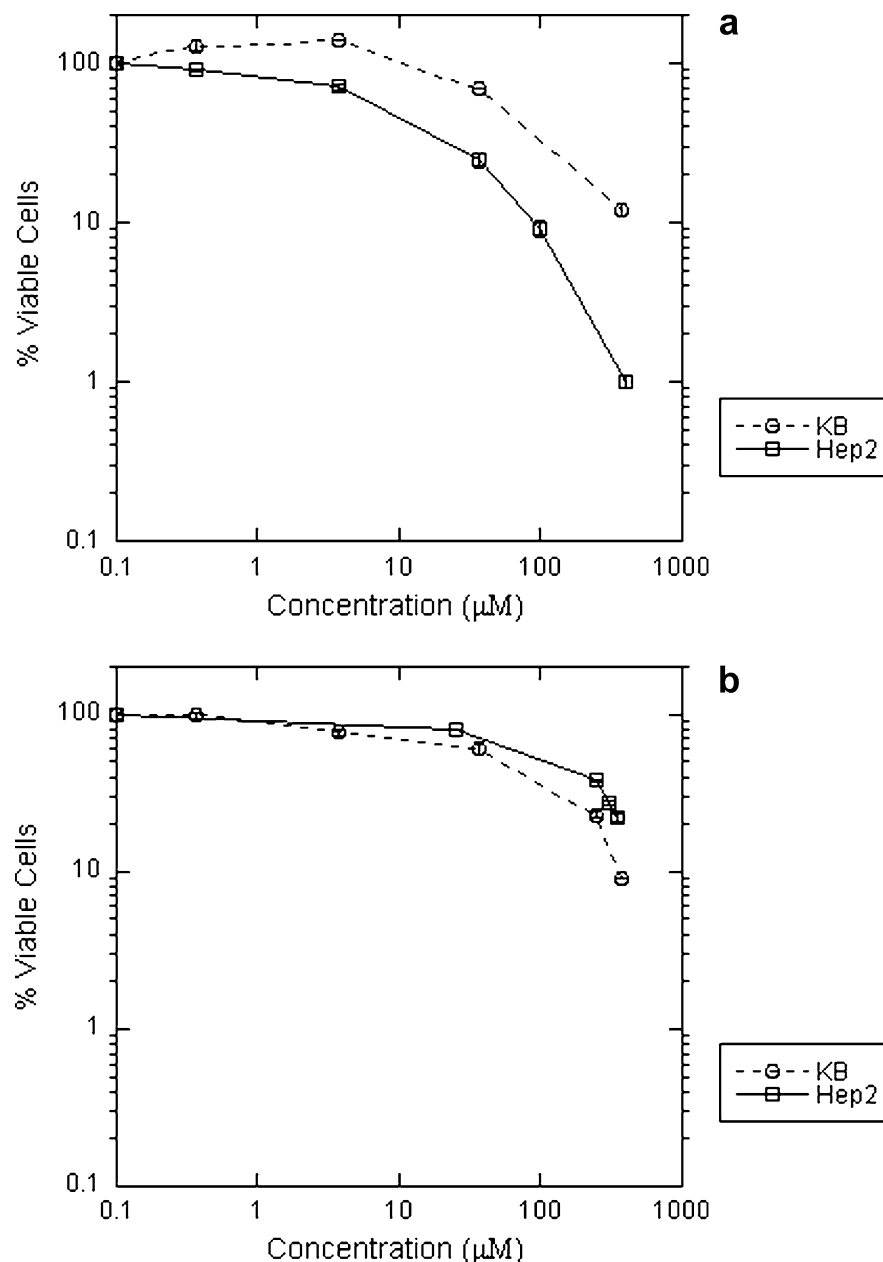 a
100
10
1
0.1
% Viable Cells
0.1 1 10 100 1000
Concentration (µM)
KB
Hep2
b
100
10
1
0.1
% Viable Cells
0.1 1 10 100 1000
Concentration (µM)
KB
Hep2